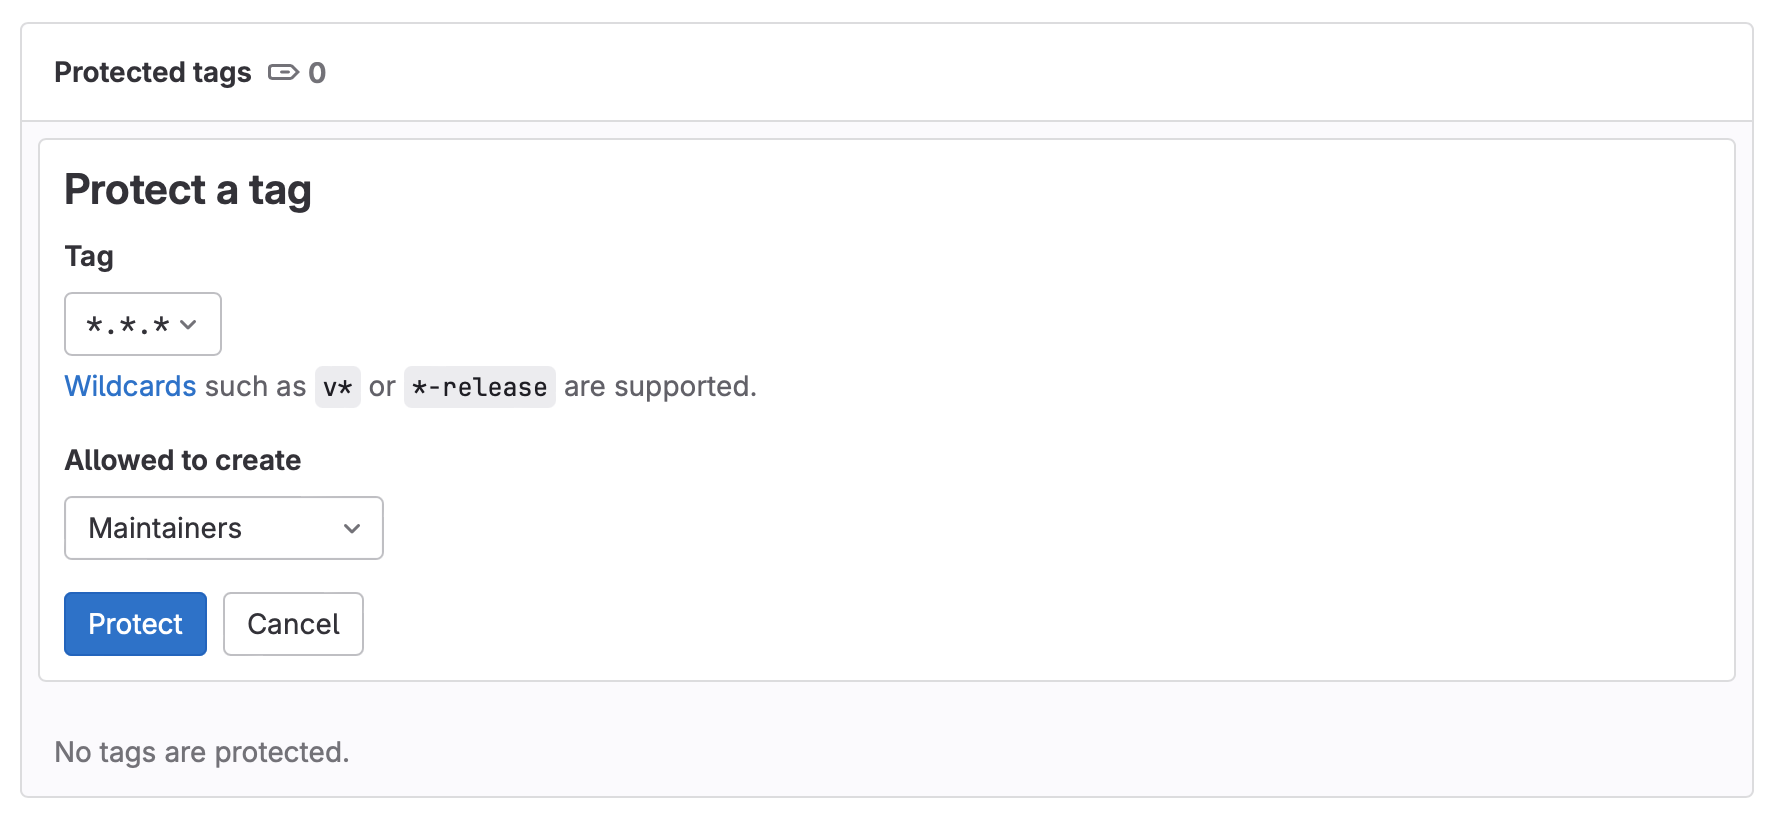 Protected tags 0
Protect a tag
Tag
*.*.*
Wildcards such as v* or *-release are supported.
Allowed to create
Maintainers
Protect Cancel
No tags are protected.